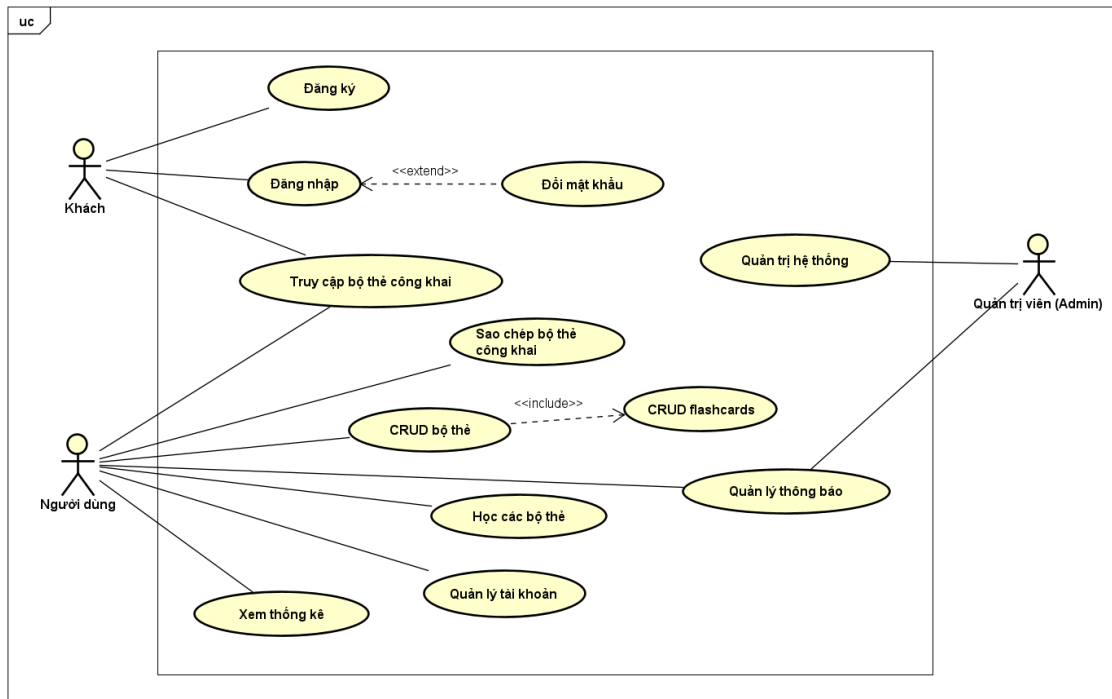 uc
Đăng ký
Đăng nhập
<<extend>>
Đổi mật khẩu
Khách
Quản trị hệ thống
Truy cập bộ thẻ công khai
Quản trị viên (Admin)
Sao chép bộ thẻ
công khai
<<include>>
CRUD flashcards
CRUD bộ thẻ
Người dùng
Quản lý thông báo
Học các bộ thẻ
Quản lý tài khoản
Xem thống kê